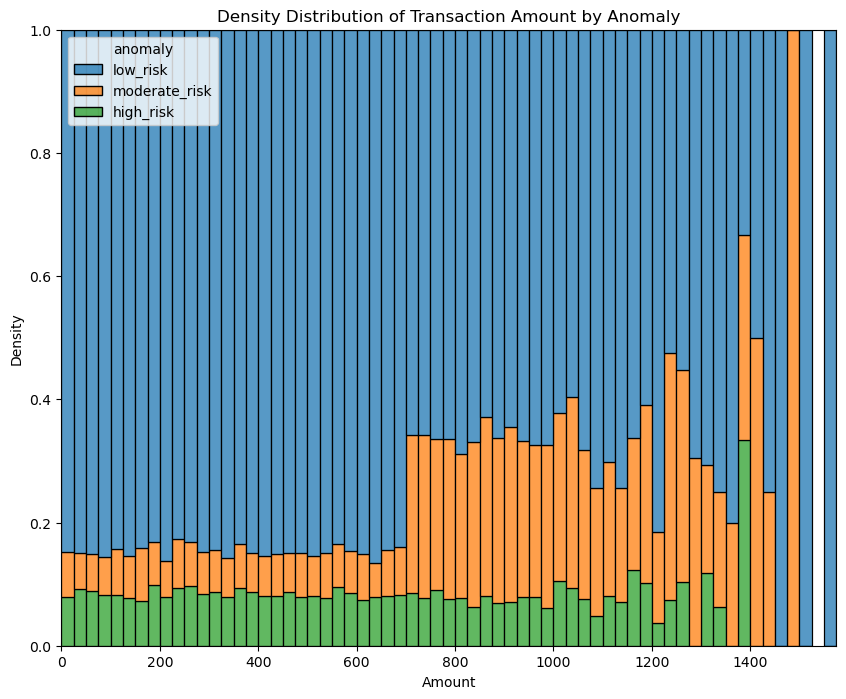 Density Distribution of Transaction Amount by Anomaly
1.0
anomaly
low_risk
moderate_risk
high_risk
0.8
0.6
Density
0.4
0.2
0.0
0 200 400 600 800 1000 1200 1400
Amount